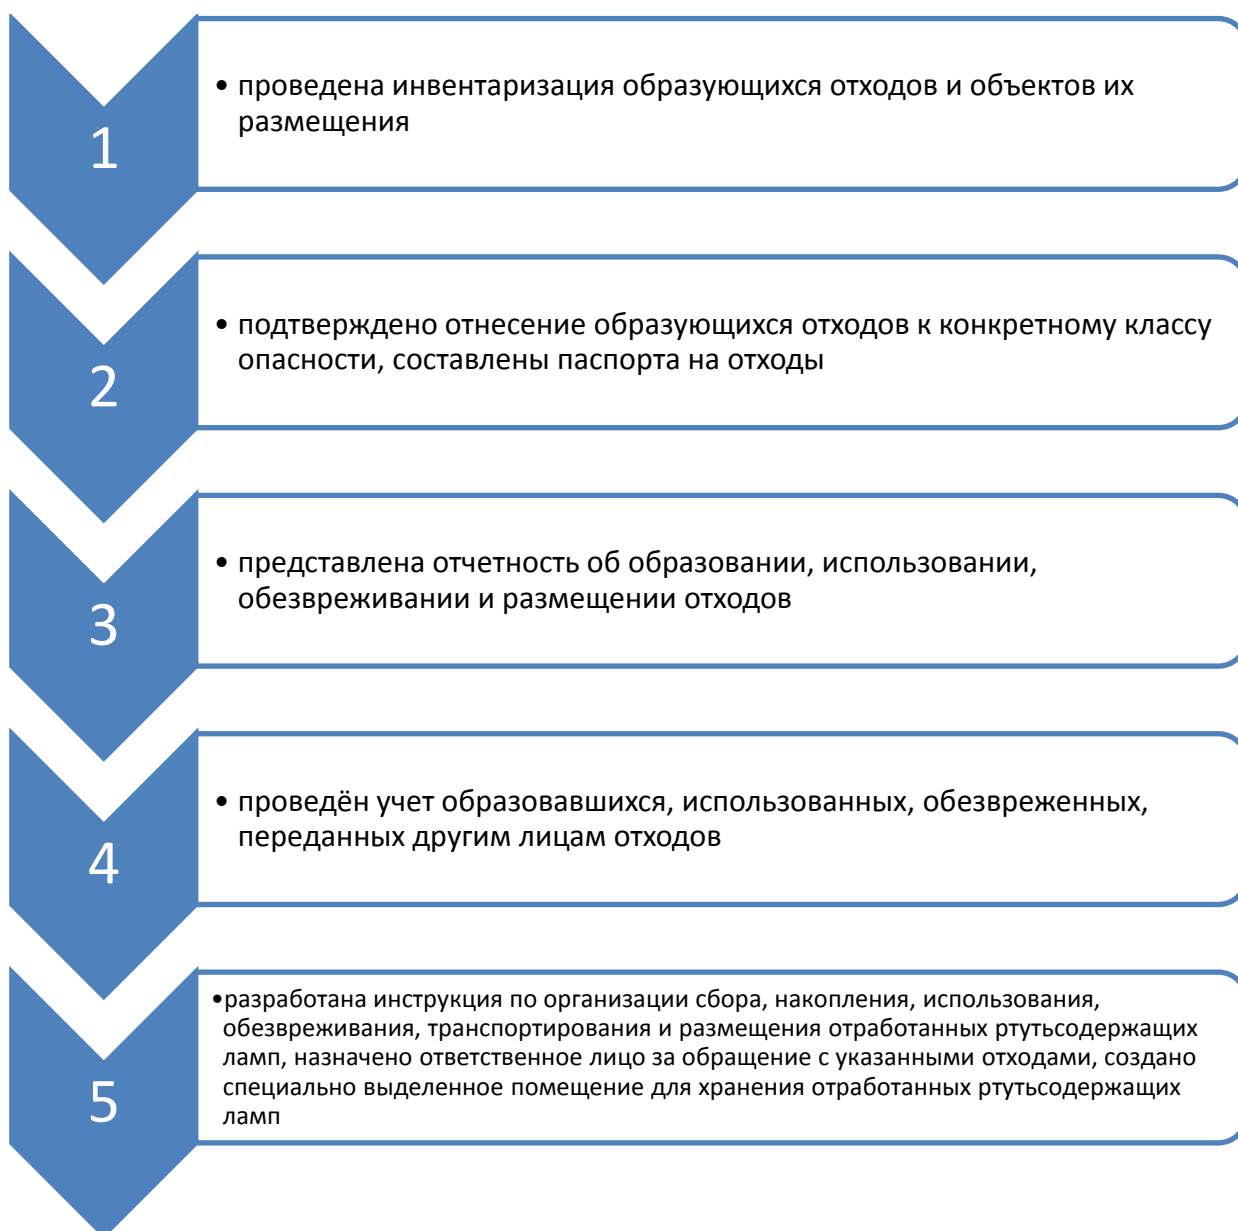 1
• проведена инвентаризация образующихся отходов и объектов их
размещения
2
• подтверждено отнесение образующихся отходов к конкретному классу
опасности, составлены паспорта на отходы
3
• представлена отчетность об образовании, использовании,
обезвреживании и размещении отходов
4
• проведён учет образовавшихся, использованных, обезвреженных,
переданных другим лицам отходов
5
•разработана инструкция по организации сбора, накопления, использования,
обезвреживания, транспортирования и размещения отработанных ртутьсодержащих
ламп, назначено ответственное лицо за обращение с указанными отходами, создано
специально выделенное помещение для хранения отработанных ртутьсодержащих
ламп